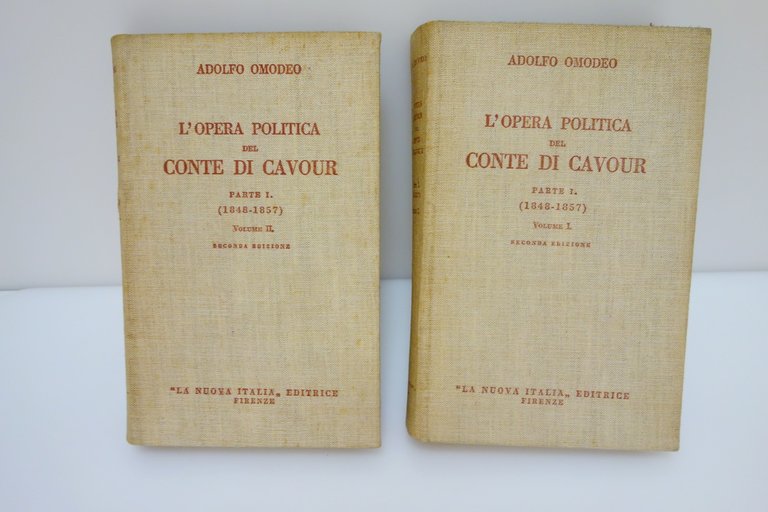 ADOLFO OMODEO
L'OPERA POLITICA
DEL
CONTE DI CAVOUR
PARTE I.
(1848-1857)
VOLUME II.
SECONDA EDIZIONE
"LA NUOVA ITALIA„ EDITRICE
FIRENZE
ADOLFO OMODEO
L'OPERA POLITICA
DEL
CONTE DI CAVOUR
PARTE I.
(1848-1857)
VOLUME I.
SECONDA EDIZIONE
"LA NUOVA ITALIA„ EDITRICE
FIRENZE